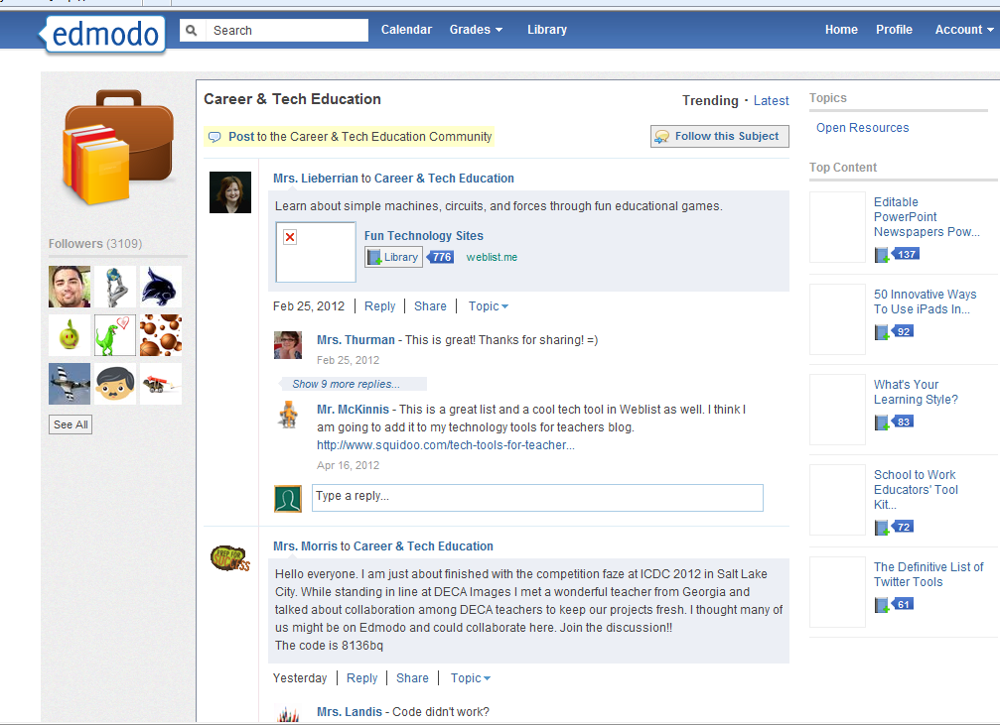 edmodo
Search
Calendar
Grades
Library
Home
Profile
Account
Followers (3109)
See All
Career & Tech Education
Trending · Latest
Post to the Career & Tech Education Community
Follow this Subject
Mrs. Lieberrian to Career & Tech Education
Learn about simple machines, circuits, and forces through fun educational games.
Fun Technology Sites
Library 776 weblist.me
Feb 25, 2012 Reply Share Topic
Mrs. Thurman - This is great! Thanks for sharing! =)
Feb 25, 2012
Show 9 more replies...
Mr. McKinnis - This is a great list and a cool tech tool in Weblist as well. I think I
am going to add it to my technology tools for teachers blog.
http://www.squidoo.com/tech-tools-for-teacher...
Apr 16, 2012
Type a reply...
PREP FOR
SUCCESS
Mrs. Morris to Career & Tech Education
Hello everyone. I am just about finished with the competition faze at ICDC 2012 in Salt Lake
City. While standing in line at DECA Images I met a wonderful teacher from Georgia and
talked about collaboration among DECA teachers to keep our projects fresh. I thought many of
us might be on Edmodo and could collaborate here. Join the discussion!!
The code is 8136bq
Yesterday Reply Share Topic
Mrs. Landis - Code didn't work?
Topics
Open Resources
Top Content
Editable
PowerPoint
Newspapers Pow...
137
50 Innovative Ways
To Use iPads In...
92
What's Your
Learning Style?
83
School to Work
Educators' Tool
Kit...
72
The Definitive List of
Twitter Tools
61